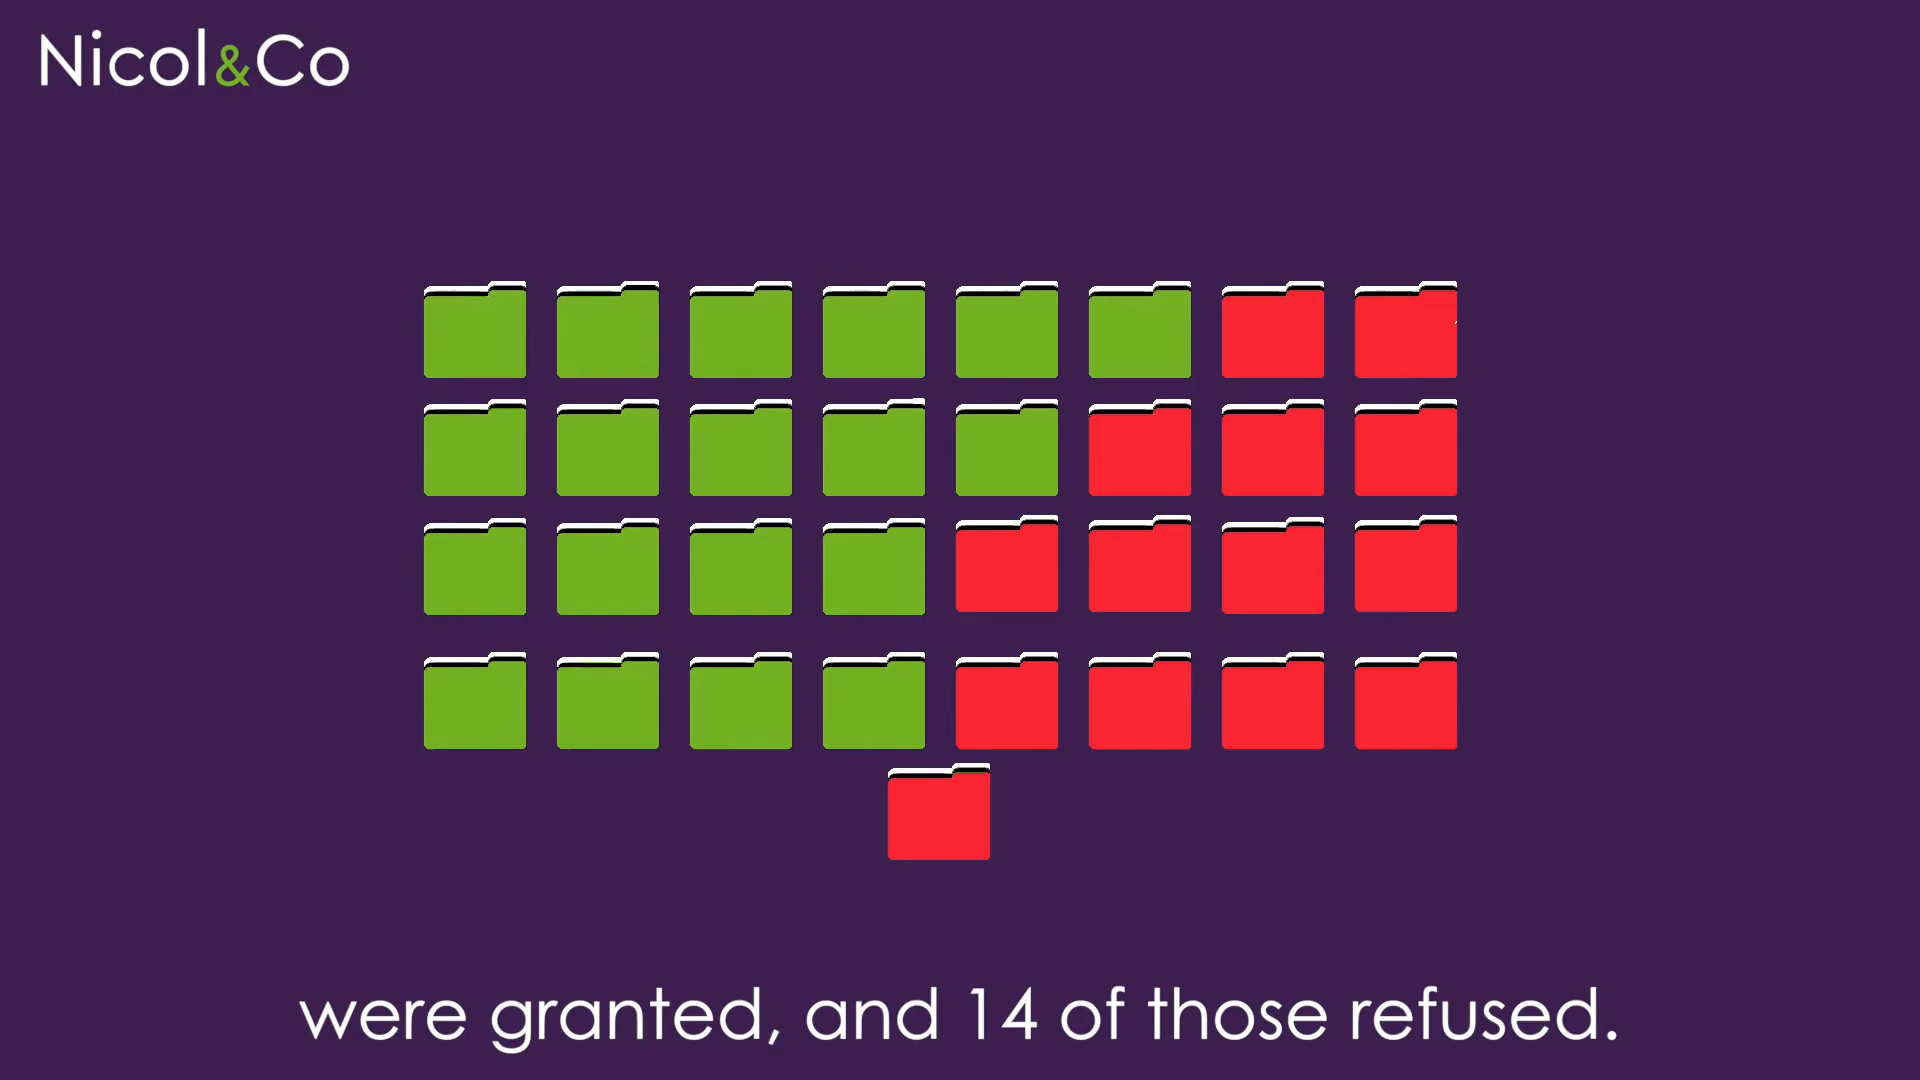 Nicol&Co
were granted, and 14 of those refused.